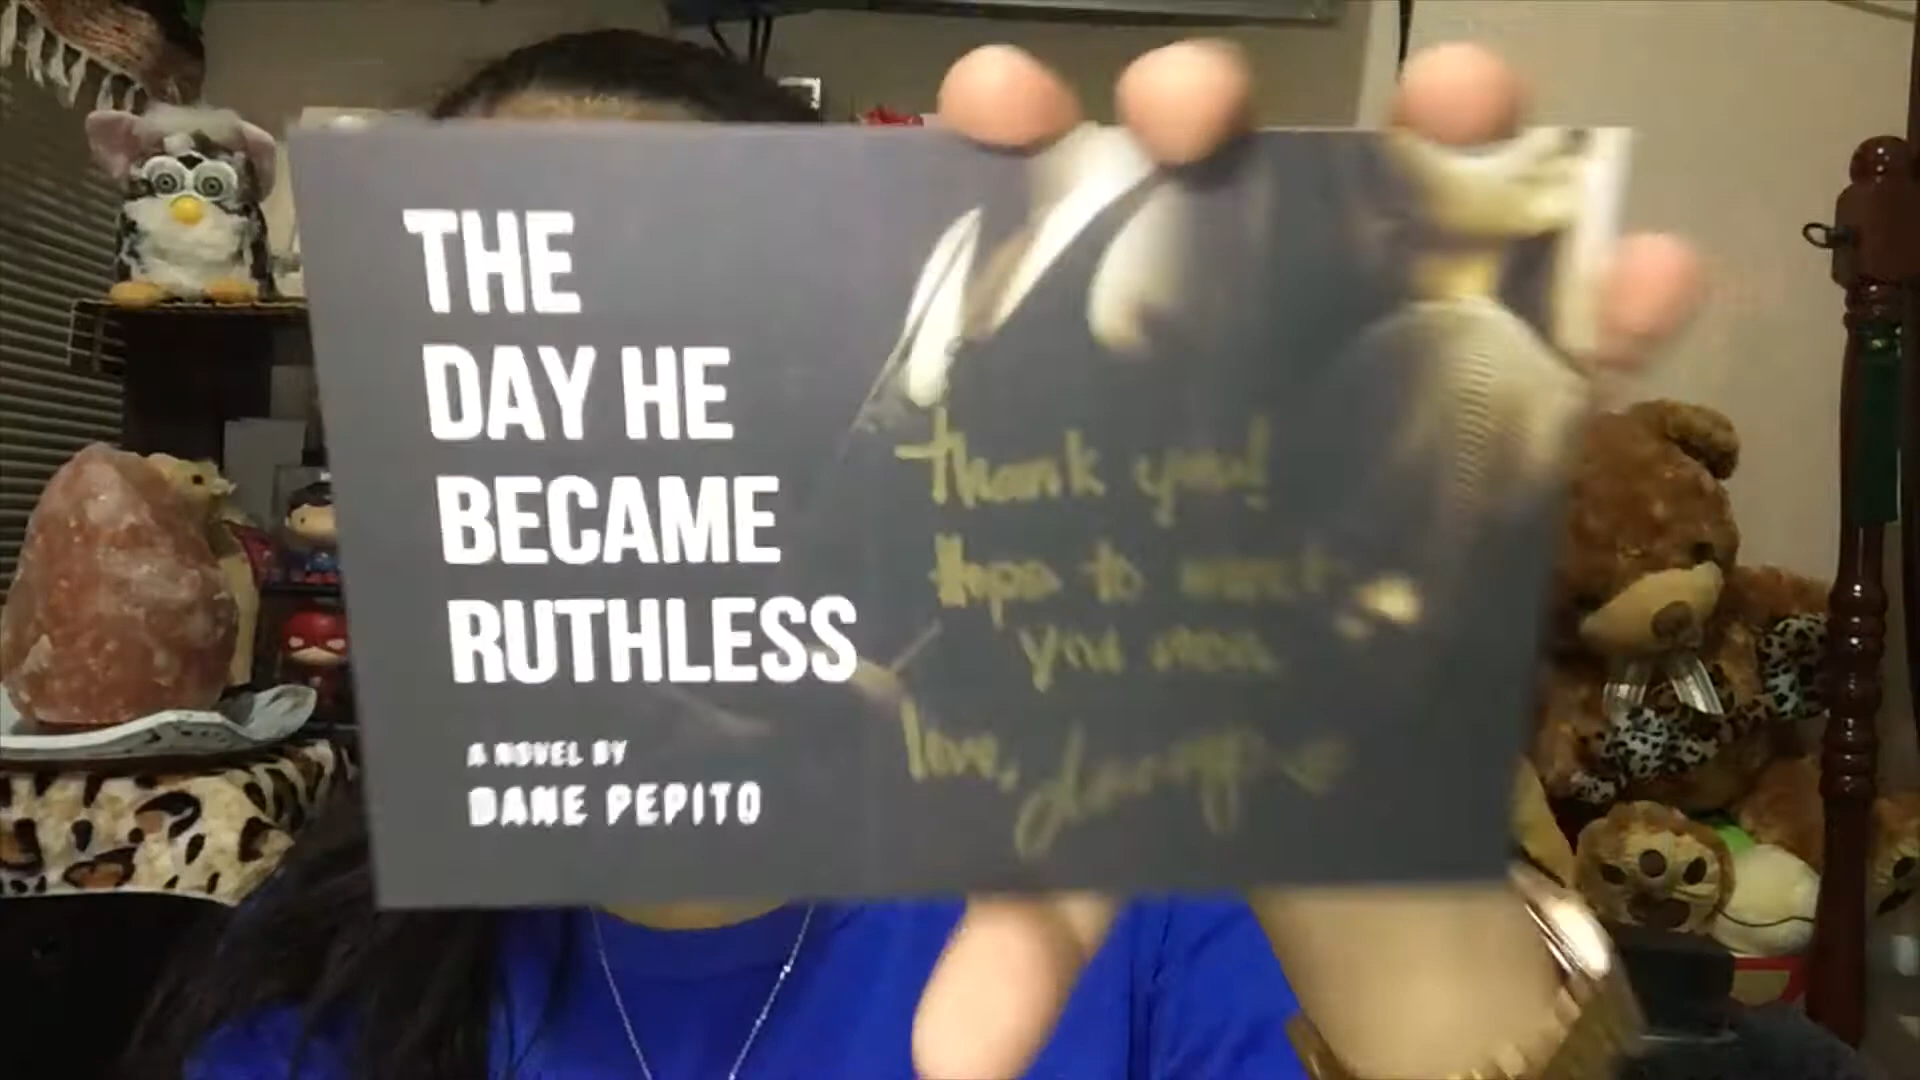 THE
DAY HE
BECAME
RUTHLESS
A NOVEL BY
DANE PEPITO
thank you!
Hope to meet
you soon
love,